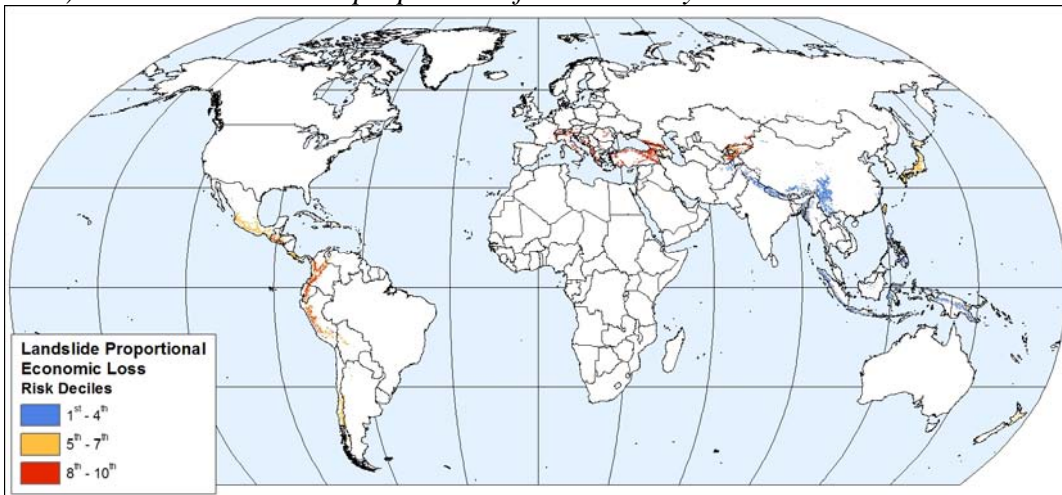 Landslide Proportional
Economic Loss
Risk Deciles
1st - 4th
5th - 7th
8th - 10th